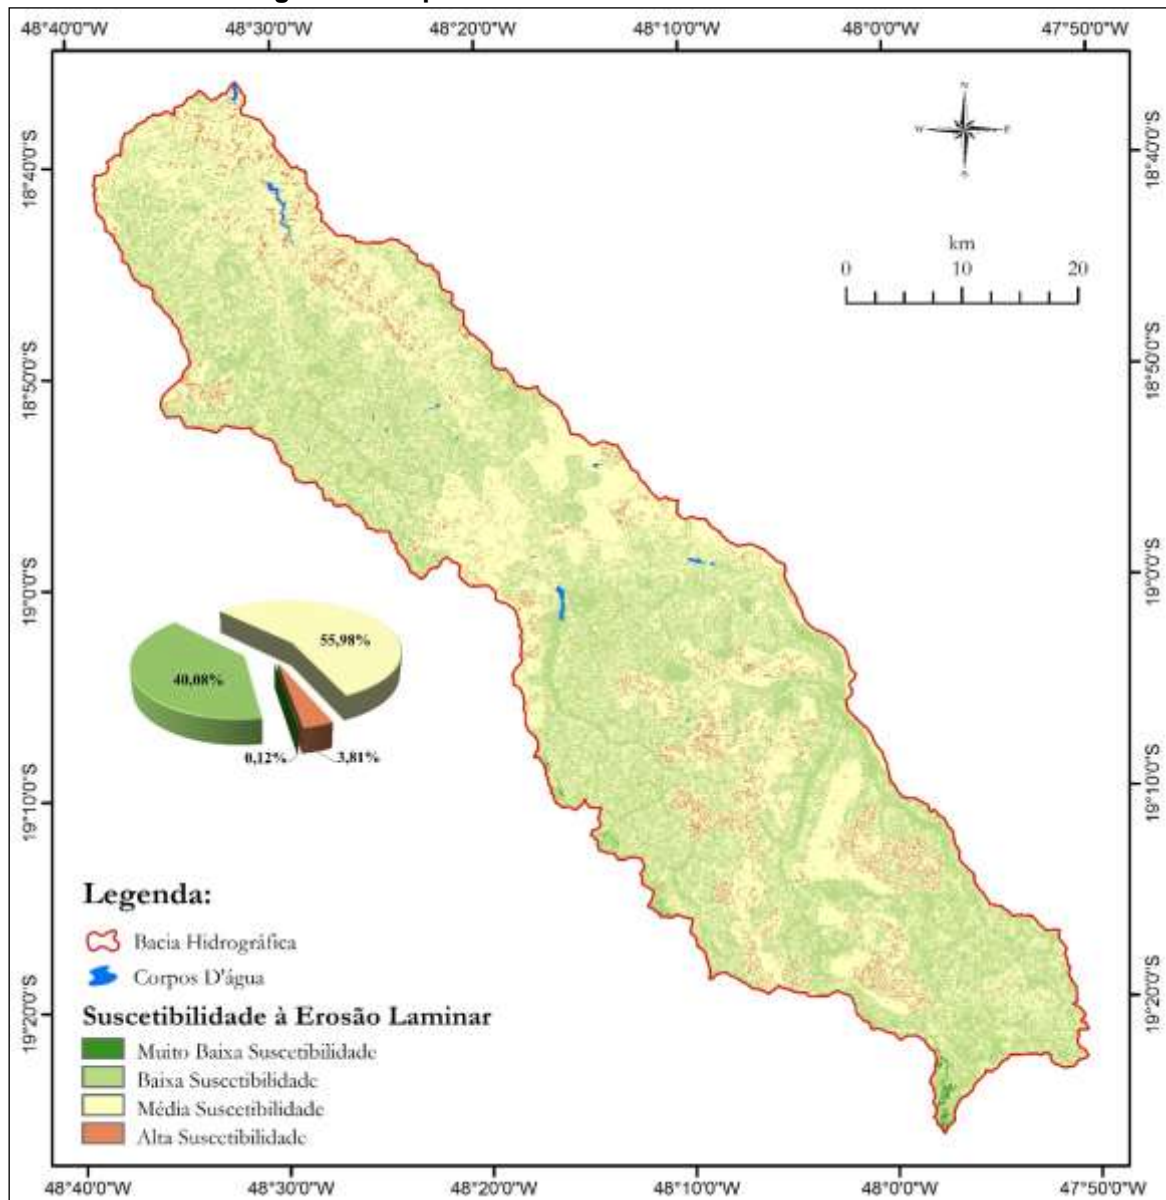 48°40'0"W 48°30'0"W 48°20'0"W 48°10'0"W 48°0'0"W 47°50'0"W
18°40'0"S
18°50'0"S
19°0'0"S
19°10'0"S
19°20'0"S
N
W
km
0 10 20
18°40'0"S
18°50'0"S
19°0'0"S
19°10'0"S
19°20'0"S
55,98%
40,08%
0,12%
3,81%
Legenda:
Bacia Hidrográfica
Corpos D'água
Suscetibilidade à Erosão Laminar
Muito Baixa Suscetibilidade
Baixa Suscetibilidade
Média Suscetibilidade
Alta Suscetibilidade
48°40'0"W 48°30'0"W 48°20'0"W 48°10'0"W 48°0'0"W 47°50'0"W